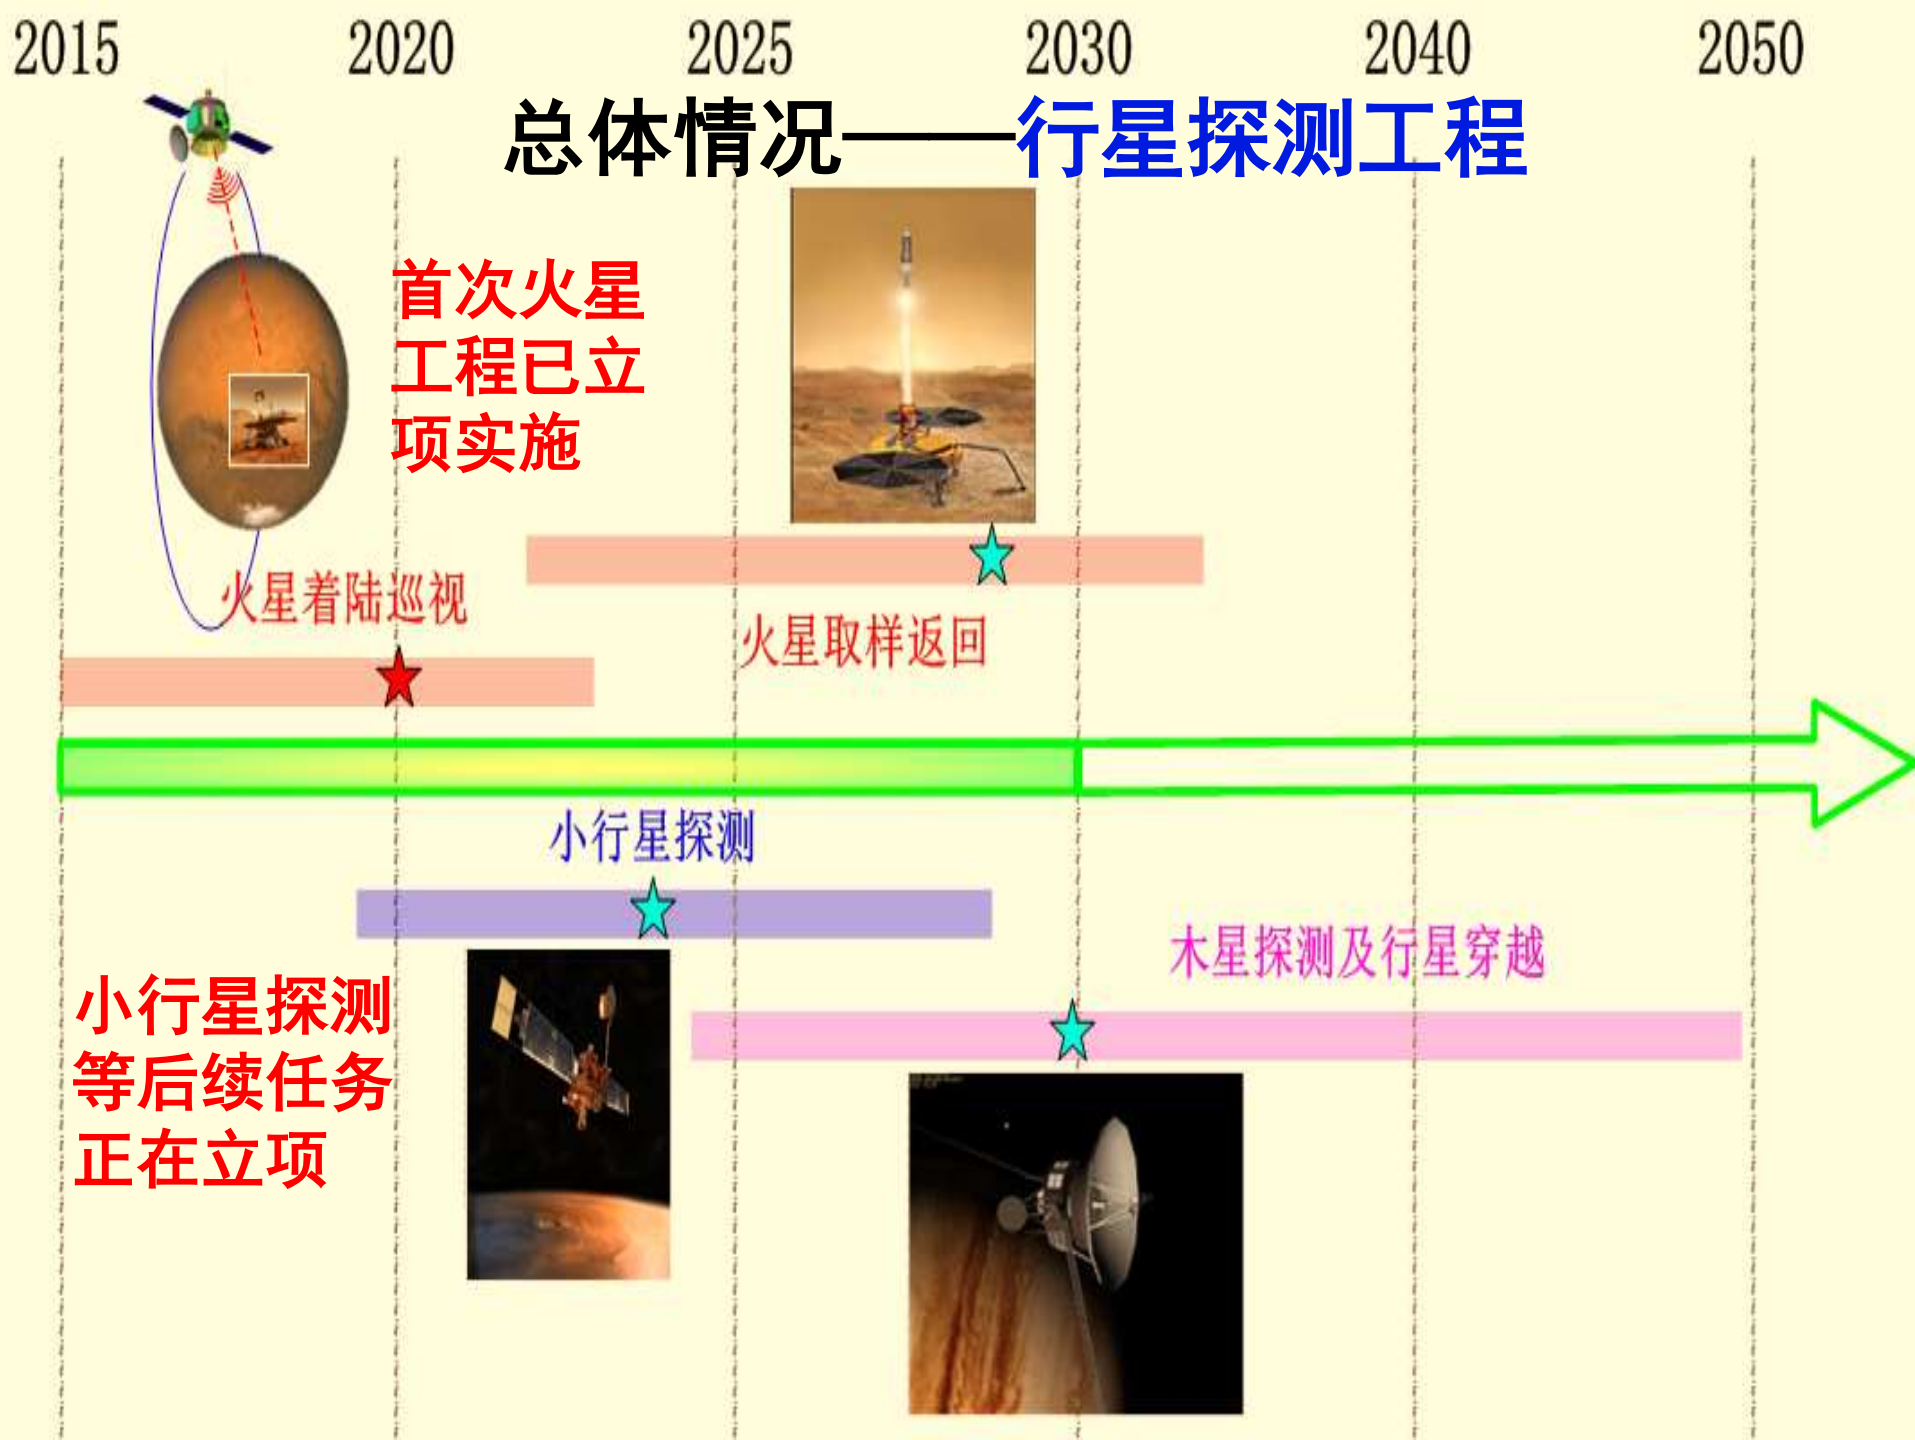 2015 2020 2025 2030 2040 2050
总体情况——行星探测工程
首次火星
工程已立
项实施
火星着陆巡视
火星取样返回
小行星探测
木星探测及行星穿越
小行星探测
等后续任务
正在立项